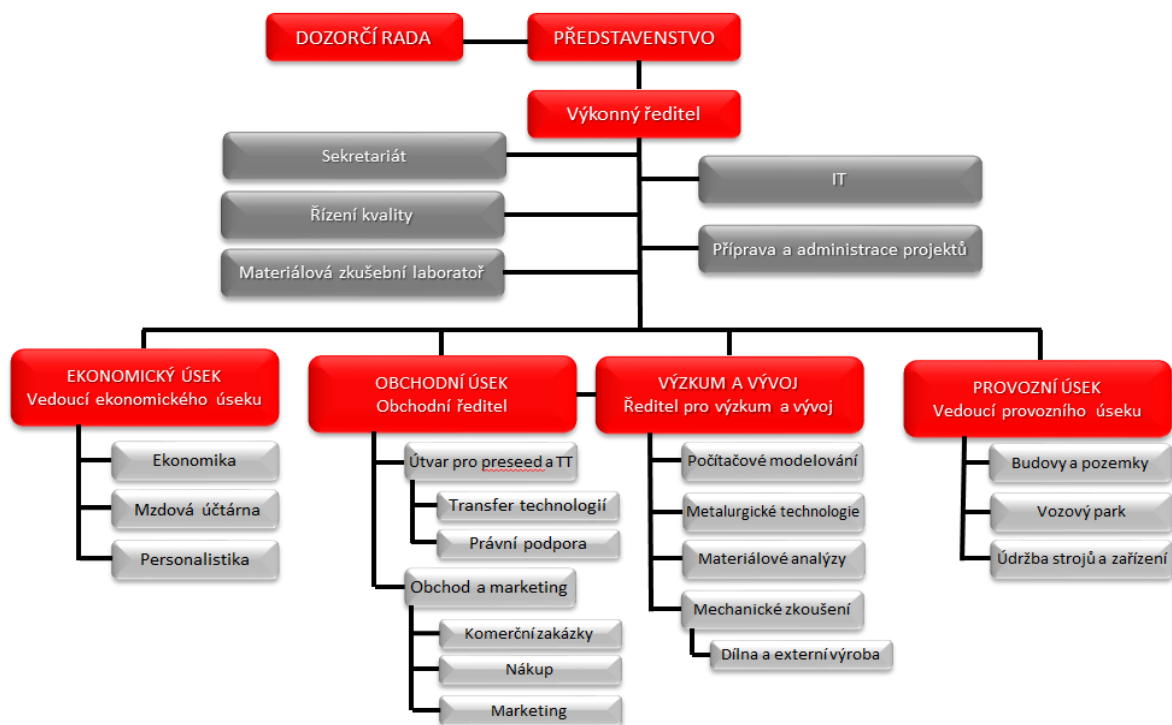 DOZORČÍ RADA
PŘEDSTAVENSTVO
Výkonný ředitel
Sekretariát
IT
Řízení kvality
Příprava a administrace projektů
Materiálová zkušební laboratoř
EKONOMICKÝ ÚSEK
Vedoucí ekonomického úseku
Ekonomika
Mzdová účtárna
Personalistika
OBCHODNÍ ÚSEK
Obchodní ředitel
Útvar pro preseed a TT
Transfer technologií
Právní podpora
Obchod a marketing
Komerční zakázky
Nákup
Marketing
VÝZKUM A VÝVOJ
Ředitel pro výzkum a vývoj
Počítačové modelování
Metalurgické technologie
Materiálové analýzy
Mechanické zkoušení
Dílna a externí výroba
PROVOZNÍ ÚSEK
Vedoucí provozního úseku
Budovy a pozemky
Vozový park
Údržba strojů a zařízení